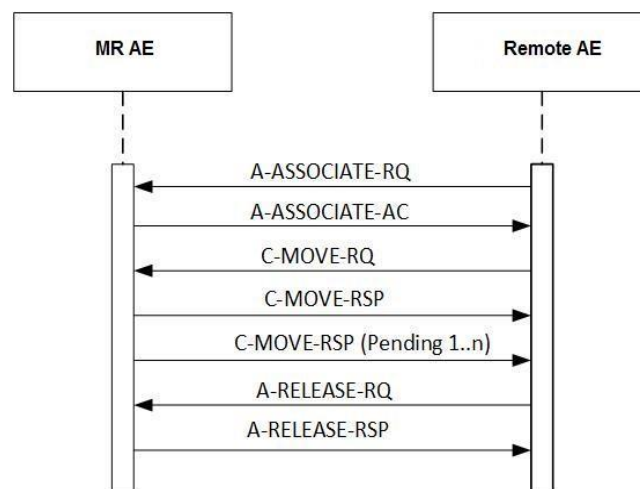 MR AE
Remote AE
A-ASSOCIATE-RQ
A-ASSOCIATE-AC
C-MOVE-RQ
C-MOVE-RSP
C-MOVE-RSP (Pending 1..n)
A-RELEASE-RQ
A-RELEASE-RSP